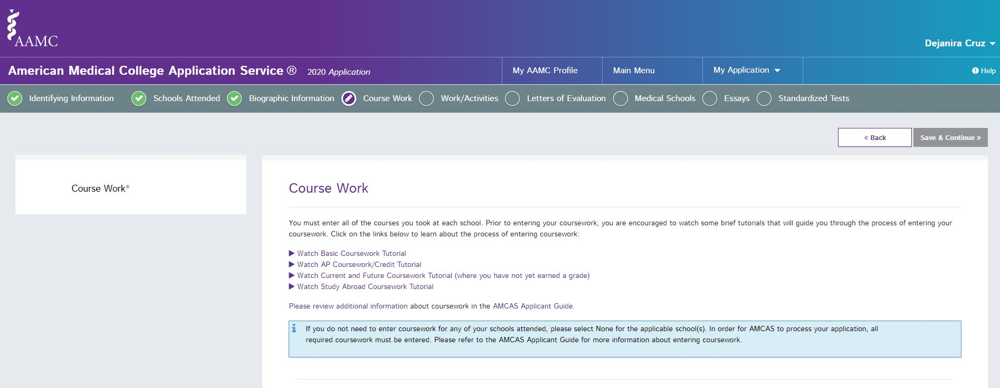 AAMC
Dejanira Cruz
American Medical College Application Service ® 2020 Application
My AAMC Profile
Main Menu
My Application
Help
Identifying Information
Schools Attended
Biographic Information
Course Work
Work/Activities
Letters of Evaluation
Medical Schools
Essays
Standardized Tests
« Back
Save & Continue »
Course Work*
Course Work
You must enter all of the courses you took at each school. Prior to entering your coursework, you are encouraged to watch some brief tutorials that will guide you through the process of entering your
coursework. Click on the links below to learn about the process of entering coursework:
Watch Basic Coursework Tutorial
Watch AP Coursework/Credit Tutorial
Watch Current and Future Coursework Tutorial (where you have not yet earned a grade)
Watch Study Abroad Coursework Tutorial
Please review additional information about coursework in the AMCAS Applicant Guide.
If you do not need to enter coursework for any of your schools attended, please select None for the applicable school(s). In order for AMCAS to process your application, all
required coursework must be entered. Please refer to the AMCAS Applicant Guide for more information about entering coursework.